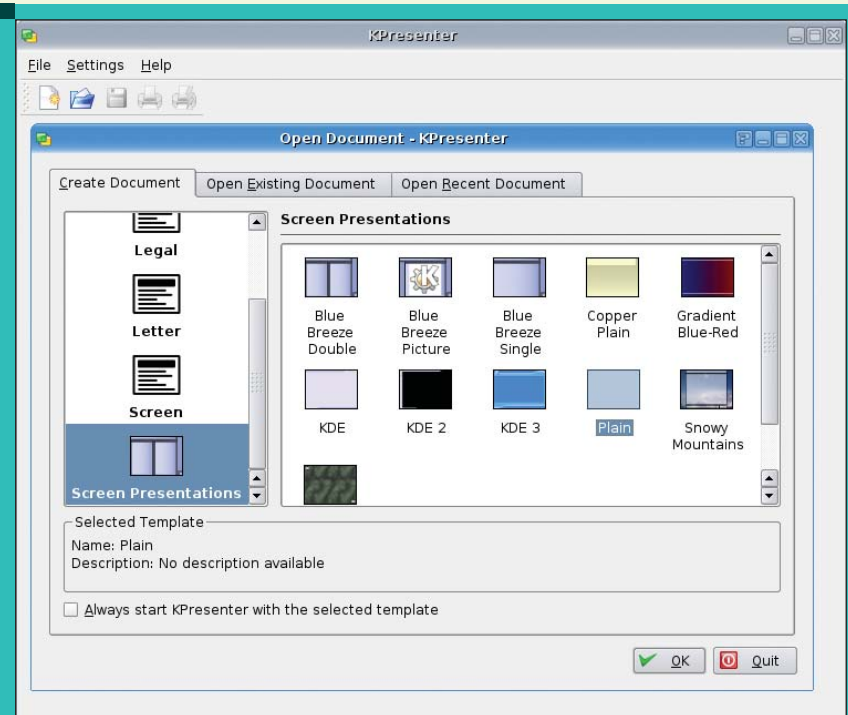 KPresenter
File Settings Help
Open Document - KPresenter
Create Document Open Existing Document Open Recent Document
Legal
Letter
Screen
Screen Presentations
Screen Presentations
Blue Breeze Double
Blue Breeze Picture
Blue Breeze Single
Copper Plain
Gradient Blue-Red
KDE
KDE 2
KDE 3
Plain
Snowy Mountains
Selected Template
Name: Plain
Description: No description available
Always start KPresenter with the selected template
OK Quit